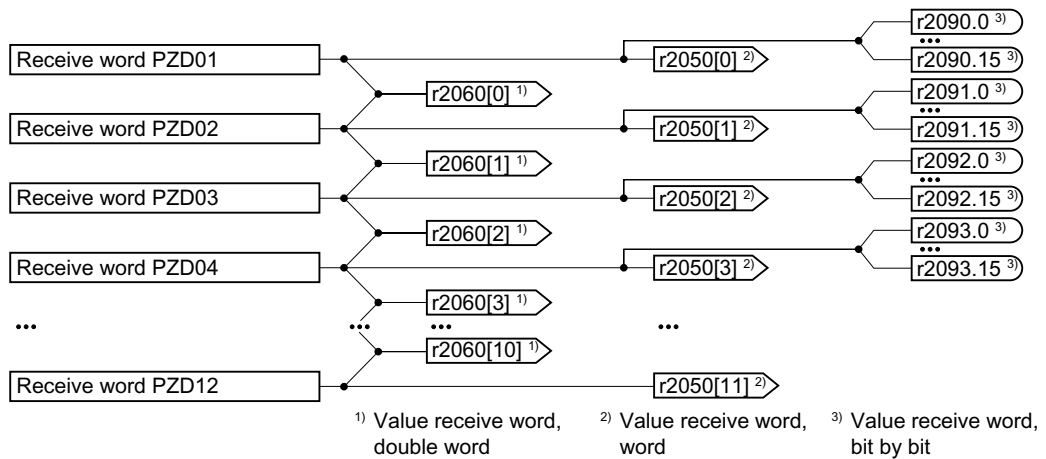 r2090.0 3)
...
Receive word PZD01
r2050[0] 2)
r2090.15 3)
r2060[0] 1)
r2091.0 3)
...
Receive word PZD02
r2050[1] 2)
r2091.15 3)
r2060[1] 1)
r2092.0 3)
...
Receive word PZD03
r2050[2] 2)
r2092.15 3)
r2060[2] 1)
r2093.0 3)
...
Receive word PZD04
r2050[3] 2)
r2093.15 3)
r2060[3] 1)
... ... ... ...
r2060[10] 1)
Receive word PZD12
r2050[11] 2)
1) Value receive word,
double word
2) Value receive word,
word
3) Value receive word,
bit by bit